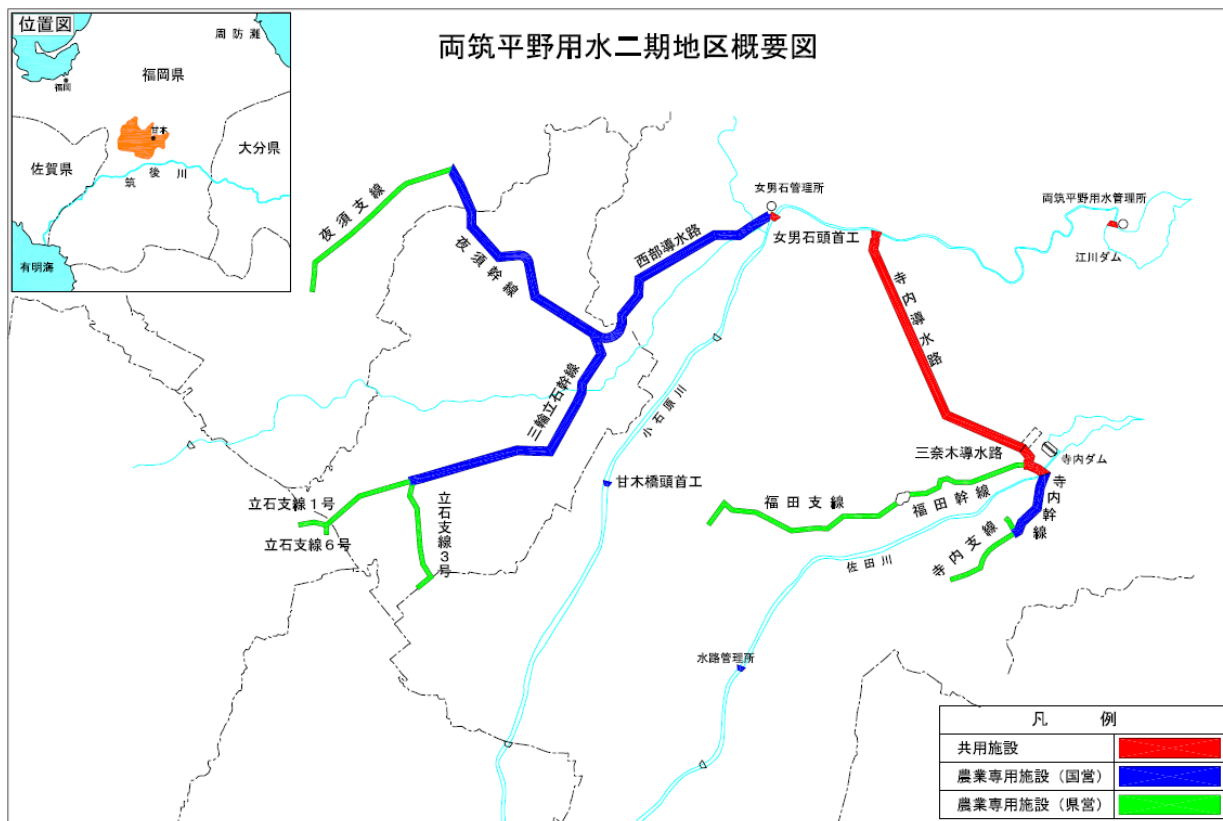 両筑平野用水二期地区概要図
位置図
周防灘
福岡県
福岡
甘木
佐賀県
大分県
筑後川
有明海
女男石管理所
両筑平野用水管理所
夜須支線
夜須幹線
西部導水路
女男石頭首工
江川ダム
寺内導水路
三輪立石幹線
小石原川
三奈木導水路
寺内ダム
甘木橋頭首工
福田支線
福田幹線
寺内幹線
立石支線1号
立石支線6号
立石支線3号
寺内支線
佐田川
水路管理所
凡例
共用施設
農業専用施設（国営）
農業専用施設（県営）